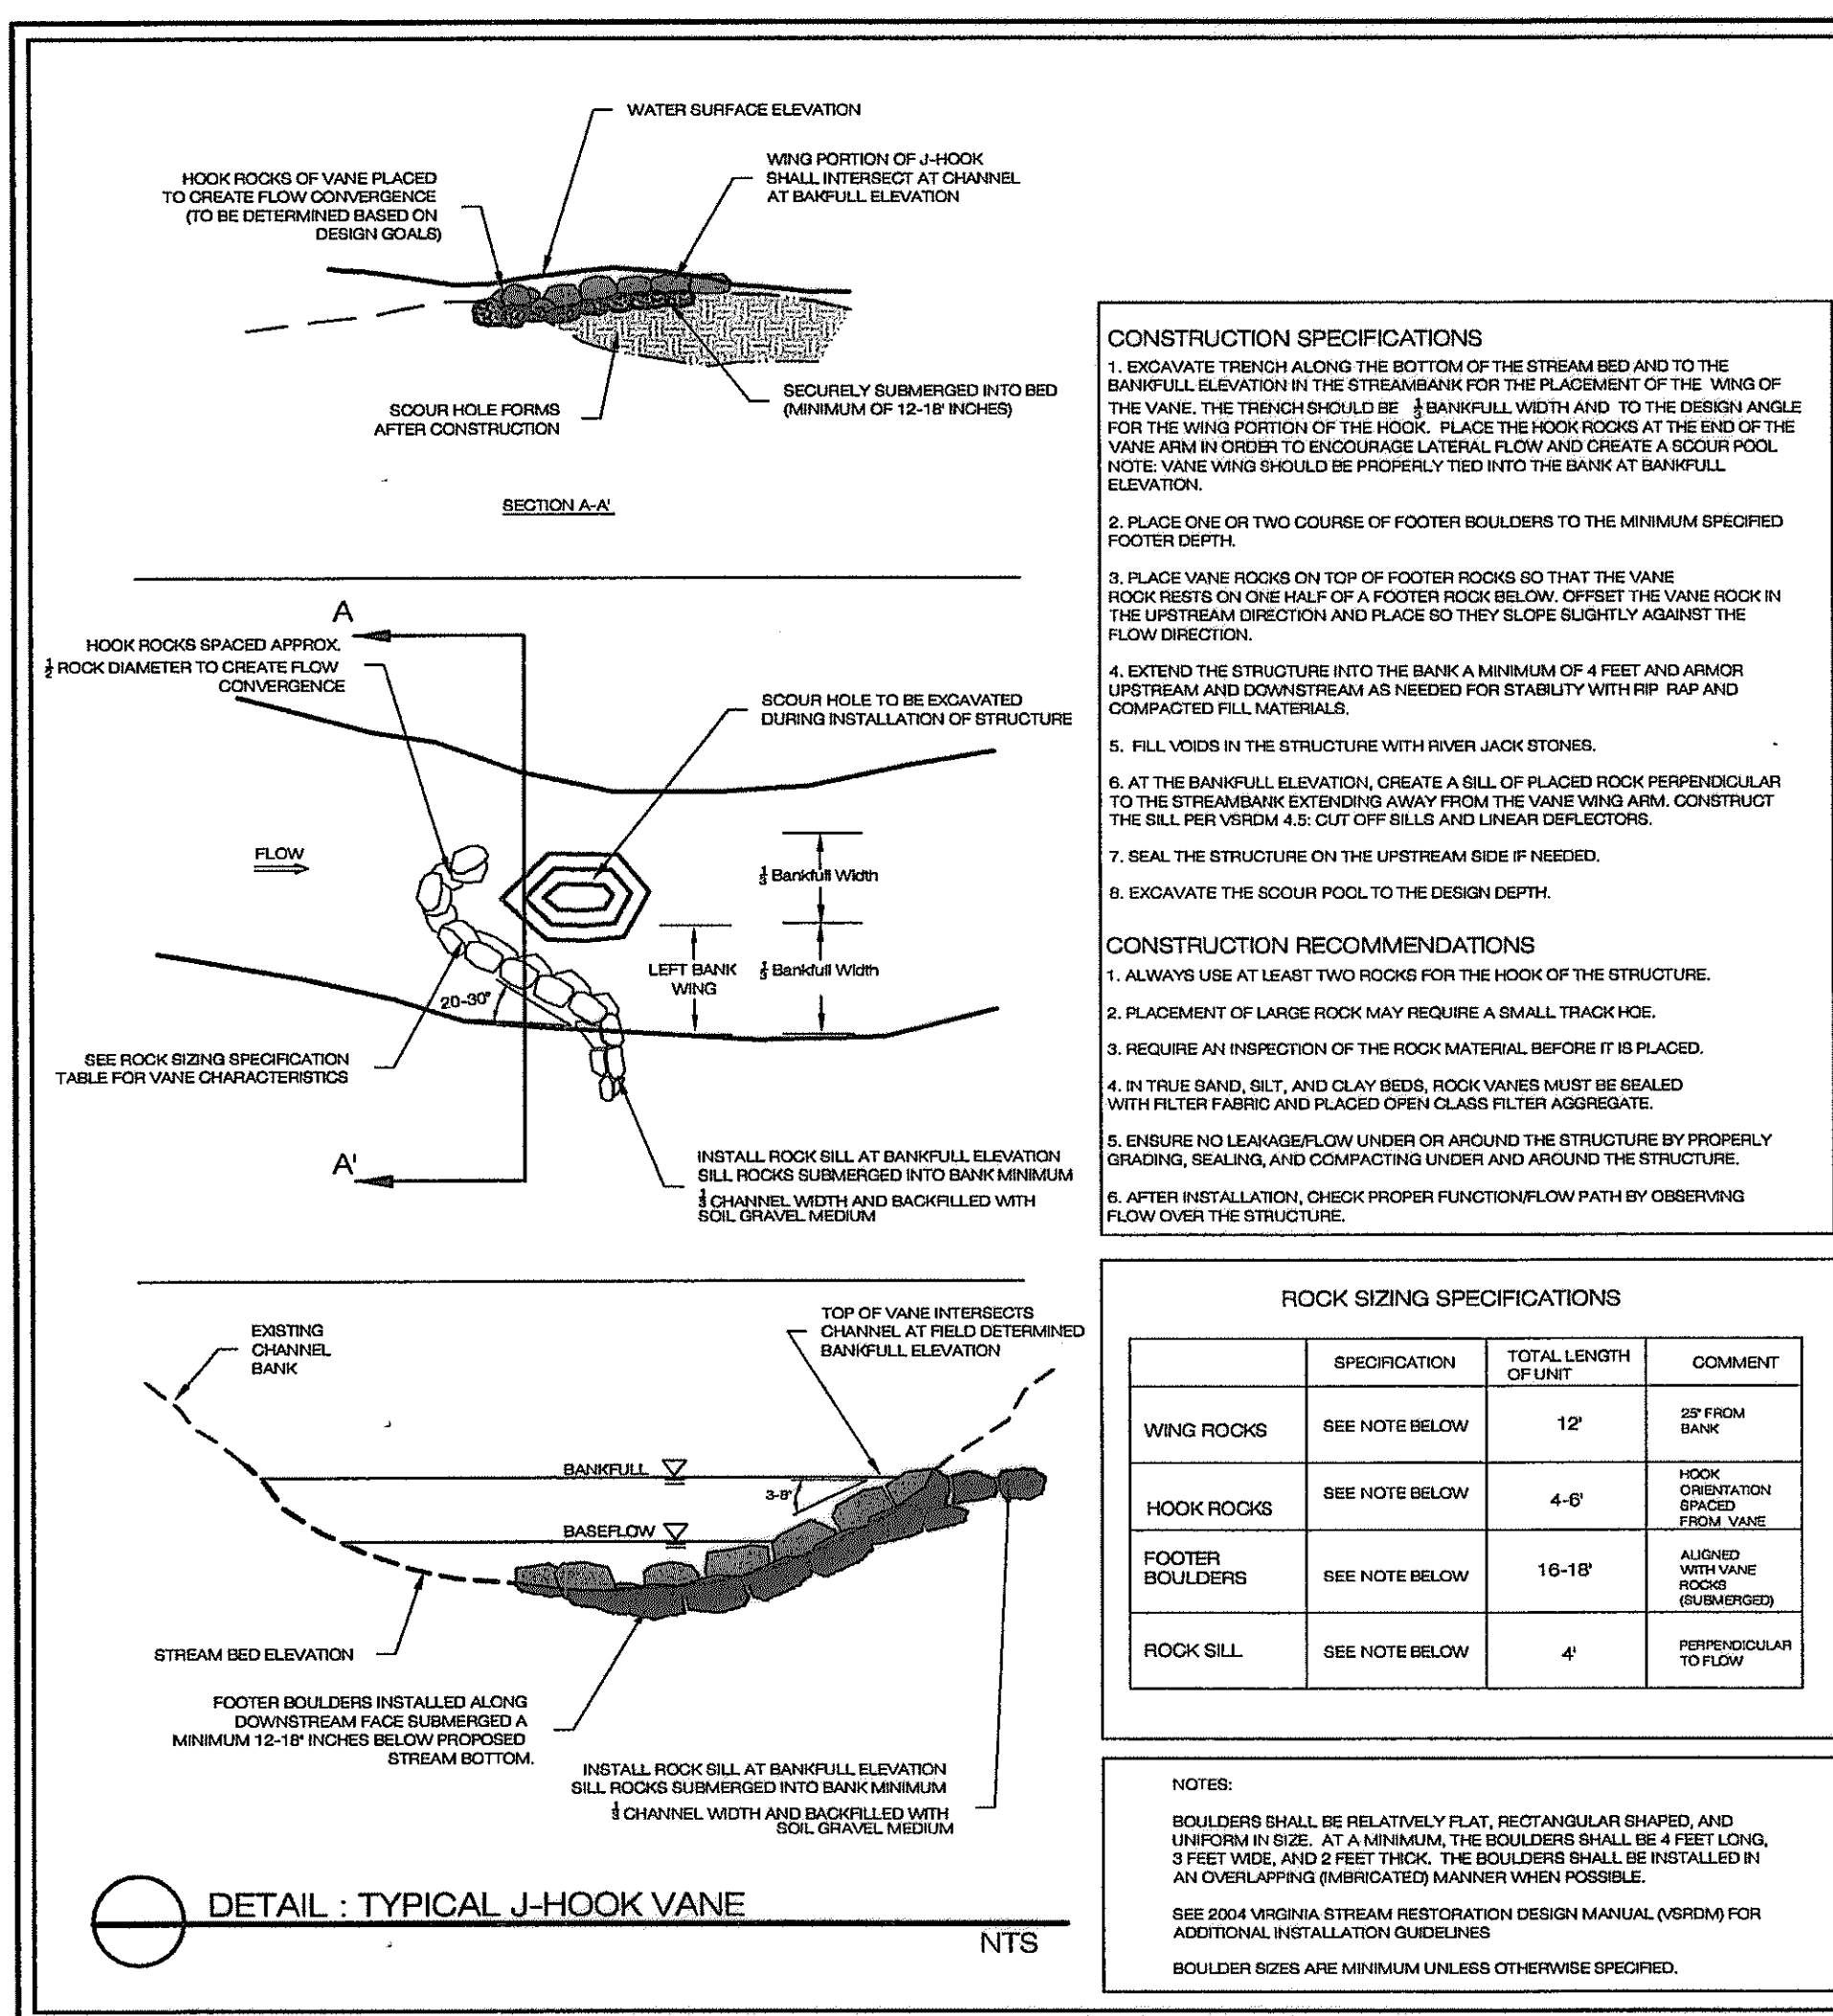 WATER SURFACE ELEVATION
HOOK ROCKS OF VANE PLACED
TO CREATE FLOW CONVERGENCE
(TO BE DETERMINED BASED ON
DESIGN GOALS)
WING PORTION OF J-HOOK
SHALL INTERSECT AT CHANNEL
AT BAKFULL ELEVATION
SCOUR HOLE FORMS
AFTER CONSTRUCTION
SECURELY SUBMERGED INTO BED
(MINIMUM OF 12-18" INCHES)
SECTION A-A'
A
HOOK ROCKS SPACED APPROX.
1/2 ROCK DIAMETER TO CREATE FLOW
CONVERGENCE
SCOUR HOLE TO BE EXCAVATED
DURING INSTALLATION OF STRUCTURE
FLOW
1/3 Bankfull Width
LEFT BANK
WING
1/3 Bankfull Width
20-30°
SEE ROCK SIZING SPECIFICATION
TABLE FOR VANE CHARACTERISTICS
A'
INSTALL ROCK SILL AT BANKFULL ELEVATION
SILL ROCKS SUBMERGED INTO BANK MINIMUM
1/3 CHANNEL WIDTH AND BACKFILLED WITH
SOIL GRAVEL MEDIUM
EXISTING
CHANNEL
BANK
TOP OF VANE INTERSECTS
CHANNEL AT FIELD DETERMINED
BANKFULL ELEVATION
BANKFULL
3-8°
BASEFLOW
STREAM BED ELEVATION
FOOTER BOULDERS INSTALLED ALONG
DOWNSTREAM FACE SUBMERGED A
MINIMUM 12-18" INCHES BELOW PROPOSED
STREAM BOTTOM.
INSTALL ROCK SILL AT BANKFULL ELEVATION
SILL ROCKS SUBMERGED INTO BANK MINIMUM
1/3 CHANNEL WIDTH AND BACKFILLED WITH
SOIL GRAVEL MEDIUM
DETAIL : TYPICAL J-HOOK VANE
NTS
CONSTRUCTION SPECIFICATIONS
1. EXCAVATE TRENCH ALONG THE BOTTOM OF THE STREAM BED AND TO THE
BANKFULL ELEVATION IN THE STREAMBANK FOR THE PLACEMENT OF THE WING OF
THE VANE. THE TRENCH SHOULD BE 1/3 BANKFULL WIDTH AND TO THE DESIGN ANGLE
FOR THE WING PORTION OF THE HOOK. PLACE THE HOOK ROCKS AT THE END OF THE
VANE ARM IN ORDER TO ENCOURAGE LATERAL FLOW AND CREATE A SCOUR POOL
NOTE: VANE WING SHOULD BE PROPERLY TIED INTO THE BANK AT BANKFULL
ELEVATION.
2. PLACE ONE OR TWO COURSE OF FOOTER BOULDERS TO THE MINIMUM SPECIFIED
FOOTER DEPTH.
3. PLACE VANE ROCKS ON TOP OF FOOTER ROCKS SO THAT THE VANE
ROCK RESTS ON ONE HALF OF A FOOTER ROCK BELOW. OFFSET THE VANE ROCK IN
THE UPSTREAM DIRECTION AND PLACE SO THEY SLOPE SLIGHTLY AGAINST THE
FLOW DIRECTION.
4. EXTEND THE STRUCTURE INTO THE BANK A MINIMUM OF 4 FEET AND ARMOR
UPSTREAM AND DOWNSTREAM AS NEEDED FOR STABILITY WITH RIP RAP AND
COMPACTED FILL MATERIALS.
5. FILL VOIDS IN THE STRUCTURE WITH RIVER JACK STONES.
6. AT THE BANKFULL ELEVATION, CREATE A SILL OF PLACED ROCK PERPENDICULAR
TO THE STREAMBANK EXTENDING AWAY FROM THE VANE WING ARM. CONSTRUCT
THE SILL PER VSRDM 4.5: CUT OFF SILLS AND LINEAR DEFLECTORS.
7. SEAL THE STRUCTURE ON THE UPSTREAM SIDE IF NEEDED.
8. EXCAVATE THE SCOUR POOL TO THE DESIGN DEPTH.
CONSTRUCTION RECOMMENDATIONS
1. ALWAYS USE AT LEAST TWO ROCKS FOR THE HOOK OF THE STRUCTURE.
2. PLACEMENT OF LARGE ROCK MAY REQUIRE A SMALL TRACK HOE.
3. REQUIRE AN INSPECTION OF THE ROCK MATERIAL BEFORE IT IS PLACED.
4. IN TRUE SAND, SILT, AND CLAY BEDS, ROCK VANES MUST BE SEALED
WITH FILTER FABRIC AND PLACED OPEN CLASS FILTER AGGREGATE.
5. ENSURE NO LEAKAGE/FLOW UNDER OR AROUND THE STRUCTURE BY PROPERLY
GRADING, SEALING, AND COMPACTING UNDER AND AROUND THE STRUCTURE.
6. AFTER INSTALLATION, CHECK PROPER FUNCTION/FLOW PATH BY OBSERVING
FLOW OVER THE STRUCTURE.
ROCK SIZING SPECIFICATIONS
SPECIFICATION TOTAL LENGTH OF UNIT COMMENT
WING ROCKS SEE NOTE BELOW 12' 25° FROM BANK
HOOK ROCKS SEE NOTE BELOW 4-6' HOOK ORIENTATION SPACED FROM VANE
FOOTER BOULDERS SEE NOTE BELOW 16-18' ALIGNED WITH VANE ROCKS (SUBMERGED)
ROCK SILL SEE NOTE BELOW 4' PERPENDICULAR TO FLOW
NOTES:
BOULDERS SHALL BE RELATIVELY FLAT, RECTANGULAR SHAPED, AND
UNIFORM IN SIZE. AT A MINIMUM, THE BOULDERS SHALL BE 4 FEET LONG,
3 FEET WIDE, AND 2 FEET THICK. THE BOULDERS SHALL BE INSTALLED IN
AN OVERLAPPING (IMBRICATED) MANNER WHEN POSSIBLE.
SEE 2004 VIRGINIA STREAM RESTORATION DESIGN MANUAL (VSRDM) FOR
ADDITIONAL INSTALLATION GUIDELINES
BOULDER SIZES ARE MINIMUM UNLESS OTHERWISE SPECIFIED.